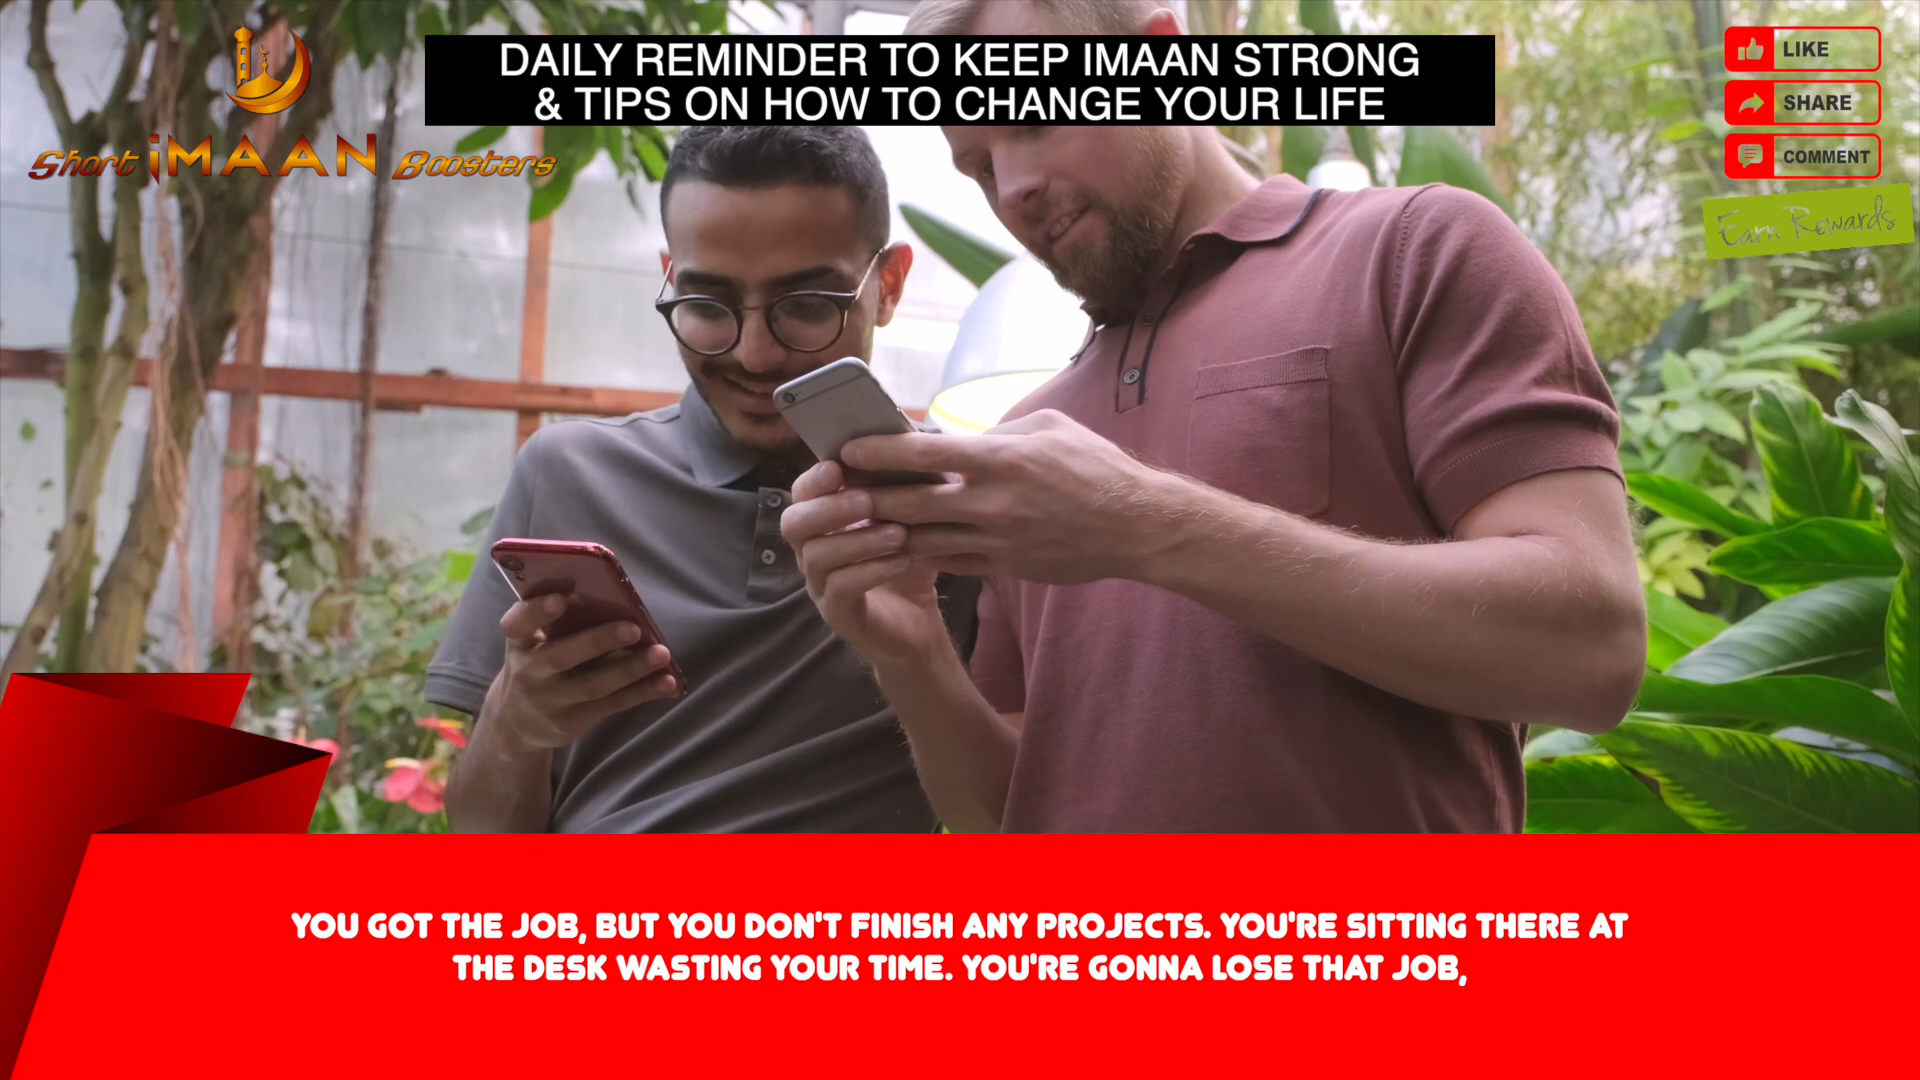 DAILY REMINDER TO KEEP IMAAN STRONG
& TIPS ON HOW TO CHANGE YOUR LIFE
Short iMAAN Boosters
LIKE
SHARE
COMMENT
Earn Rewards
YOU GOT THE JOB, BUT YOU DON'T FINISH ANY PROJECTS. YOU'RE SITTING THERE AT
THE DESK WASTING YOUR TIME. YOU'RE GONNA LOSE THAT JOB,